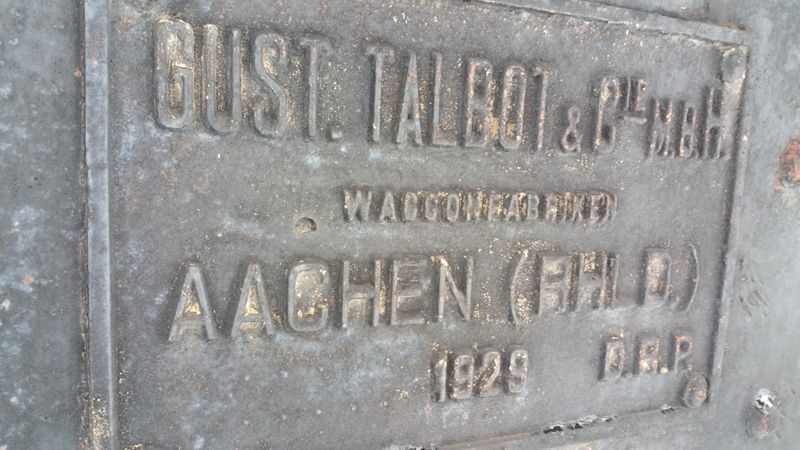 GUST. TALBOT & CIE M.B.H.
WAGGONFABRIKEN
AACHEN (RHLD.)
1929 D.R.P.